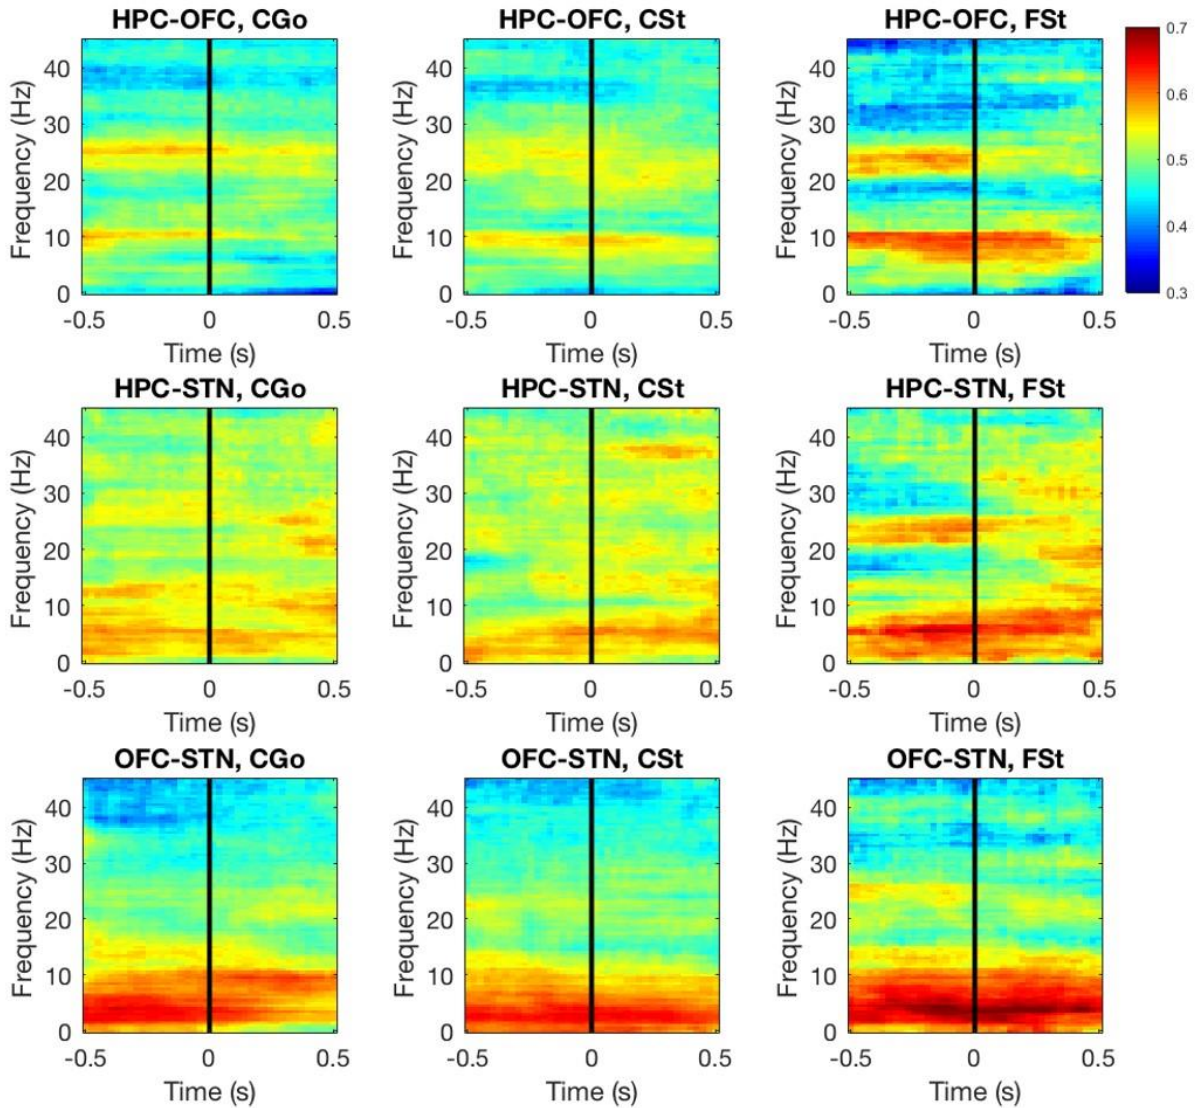 HPC-OFC, CGo HPC-OFC, CSt HPC-OFC, FSt
Frequency (Hz) Frequency (Hz) Frequency (Hz)
40 30 20 10 0
40 30 20 10 0
40 30 20 10 0
0.7
0.6
0.5
0.4
0.3
-0.5 0 0.5 -0.5 0 0.5 -0.5 0 0.5
Time (s) Time (s) Time (s)
HPC-STN, CGo HPC-STN, CSt HPC-STN, FSt
Frequency (Hz) Frequency (Hz) Frequency (Hz)
40 30 20 10 0
40 30 20 10 0
40 30 20 10 0
-0.5 0 0.5 -0.5 0 0.5 -0.5 0 0.5
Time (s) Time (s) Time (s)
OFC-STN, CGo OFC-STN, CSt OFC-STN, FSt
Frequency (Hz) Frequency (Hz) Frequency (Hz)
40 30 20 10 0
40 30 20 10 0
40 30 20 10 0
-0.5 0 0.5 -0.5 0 0.5 -0.5 0 0.5
Time (s) Time (s) Time (s)